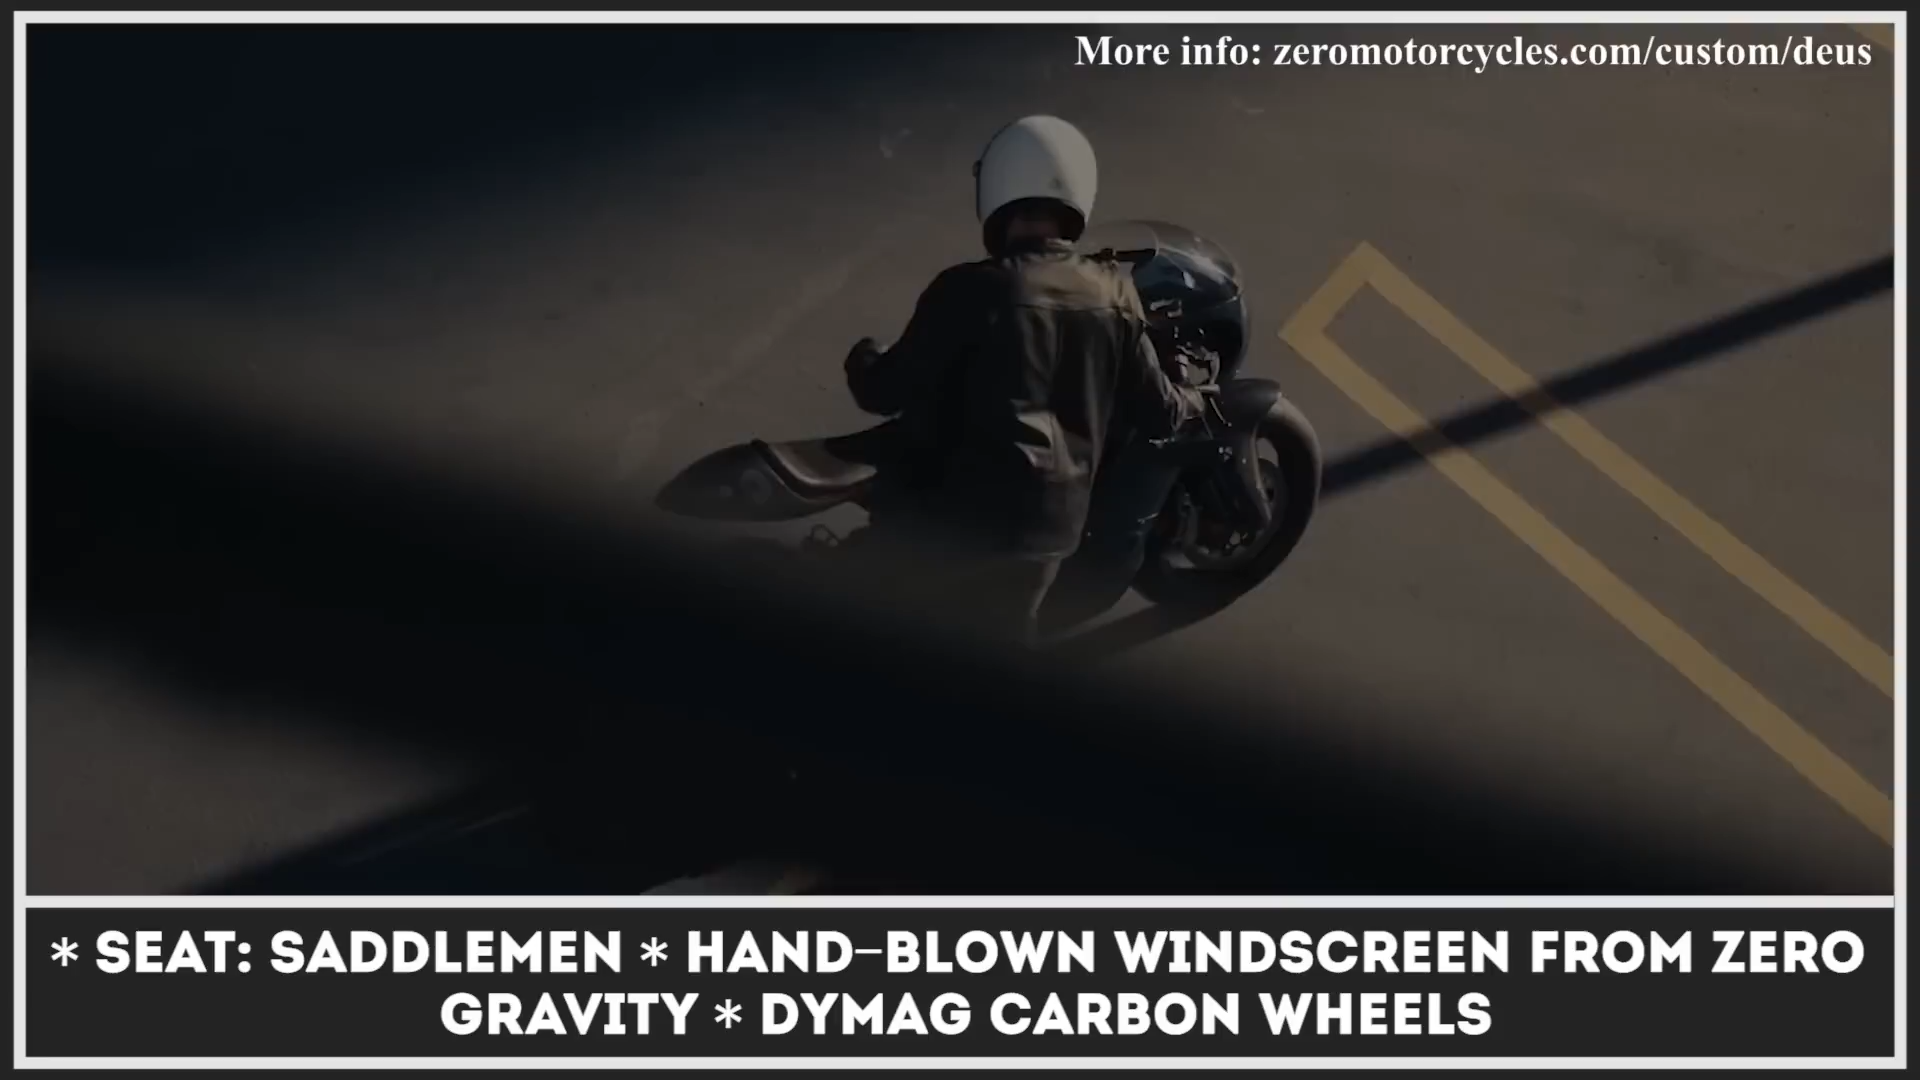 More info: zeromotorcycles.com/custom/deus
* SEAT: SADDLEMEN * HAND-BLOWN WINDSCREEN FROM ZERO
GRAVITY * DYMAG CARBON WHEELS